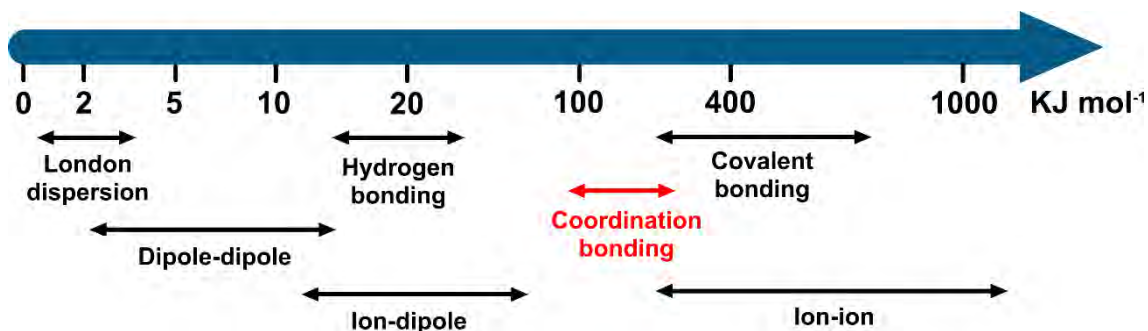 0 2 5 10 20 100 400 1000 KJ mol⁻¹
London
dispersion
Hydrogen
bonding
Covalent
bonding
Coordination
bonding
Dipole-dipole
Ion-dipole
Ion-ion